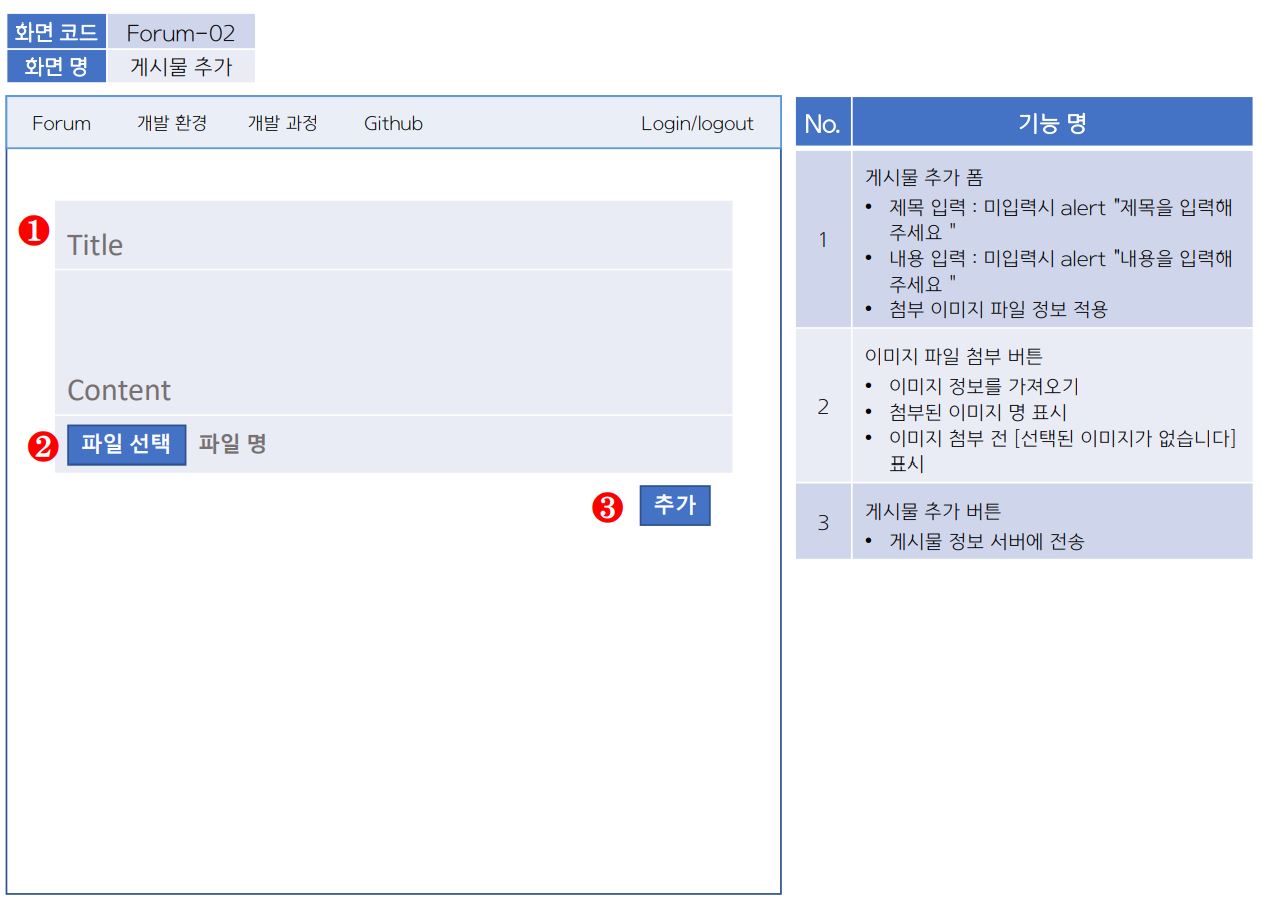 화면 코드 Forum-02
화면 명 게시물 추가
Forum 개발 환경 개발 과정 Github Login/logout
❶ Title
Content
❷ 파일 선택 파일 명
❸ 추가
No. 기능 명
1
게시물 추가 폼
• 제목 입력 : 미입력시 alert "제목을 입력해
주세요 "
• 내용 입력 : 미입력시 alert "내용을 입력해
주세요 "
• 첨부 이미지 파일 정보 적용
2
이미지 파일 첨부 버튼
• 이미지 정보를 가져오기
• 첨부된 이미지 명 표시
• 이미지 첨부 전 [선택된 이미지가 없습니다]
표시
3
게시물 추가 버튼
• 게시물 정보 서버에 전송